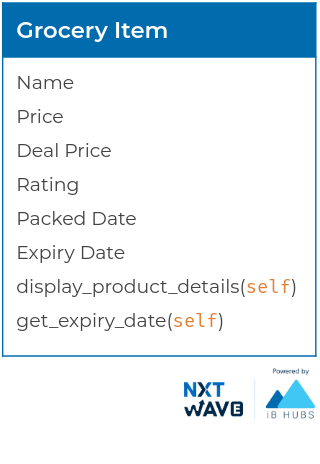 Grocery Item
Name
Price
Deal Price
Rating
Packed Date
Expiry Date
display_product_details(self)
get_expiry_date(self)
Powered by
NXT
WAVE
iB HUBS